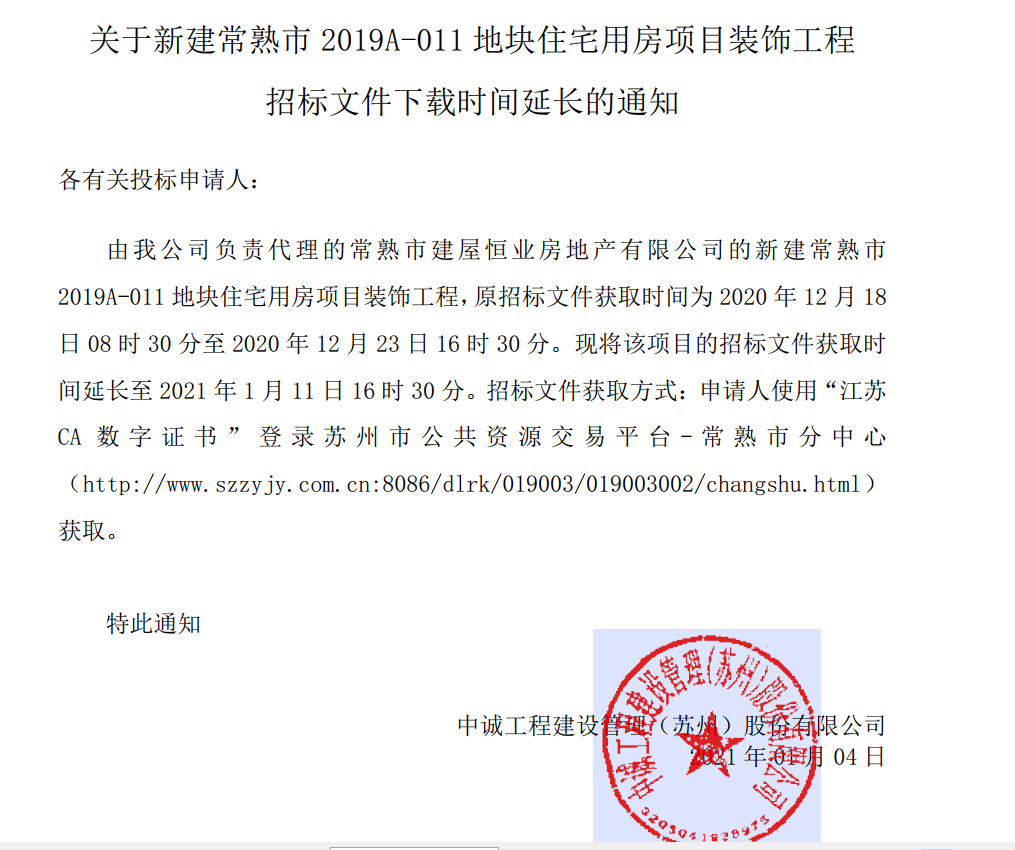 关于新建常熟市 2019A-011 地块住宅用房项目装饰工程
招标文件下载时间延长的通知
各有关投标申请人：
由我公司负责代理的常熟市建屋恒业房地产有限公司的新建常熟市
2019A-011 地块住宅用房项目装饰工程，原招标文件获取时间为 2020 年 12 月 18
日 08 时 30 分至 2020 年 12 月 23 日 16 时 30 分。现将该项目的招标文件获取时
间延长至 2021 年 1 月 11 日 16 时 30 分。招标文件获取方式：申请人使用“江苏
CA 数字证书”登录苏州市公共资源交易平台-常熟市分中心
（http://www.szzyjy.com.cn:8086/dlrk/019003/019003002/changshu.html）
获取。
特此通知
中诚工程建设管理（苏州）股份有限公司
2021 年 01 月 04 日
中诚工程建设管理(苏州)股份有限公司